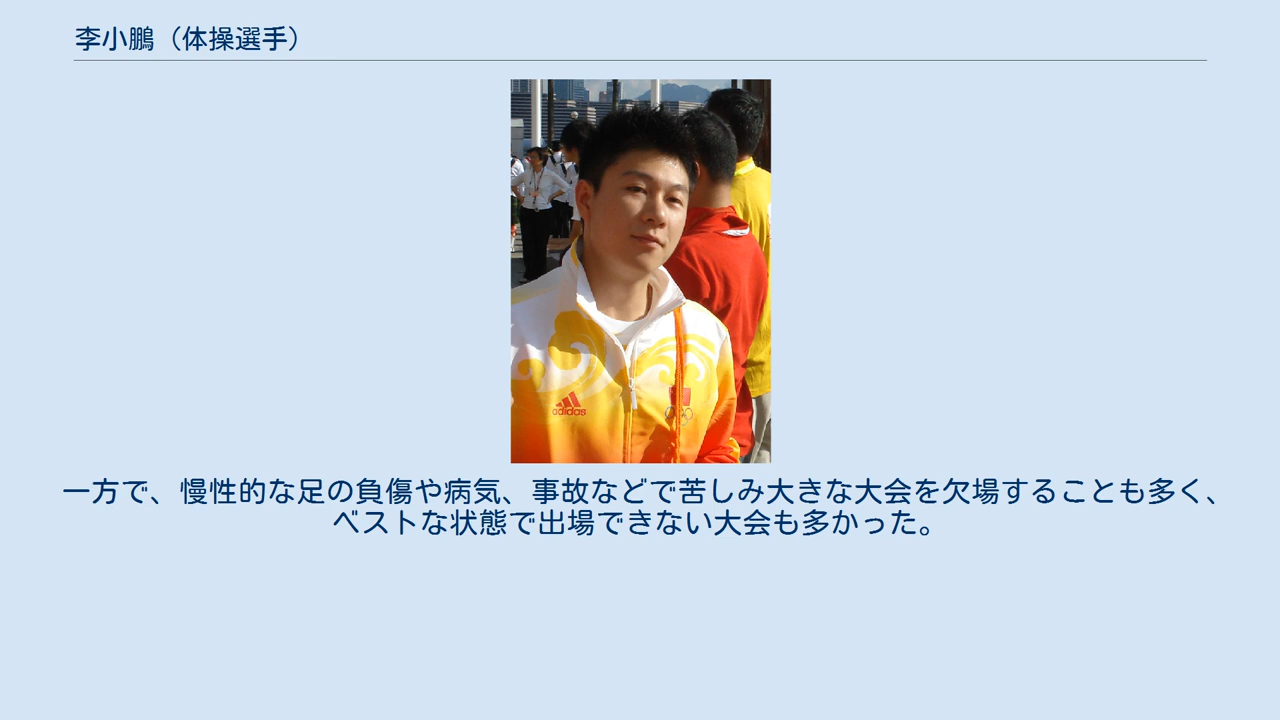 李小鵬（体操選手）
adidas
一方で、慢性的な足の負傷や病気、事故などで苦しみ大きな大会を欠場することも多く、
ベストな状態で出場できない大会も多かった。